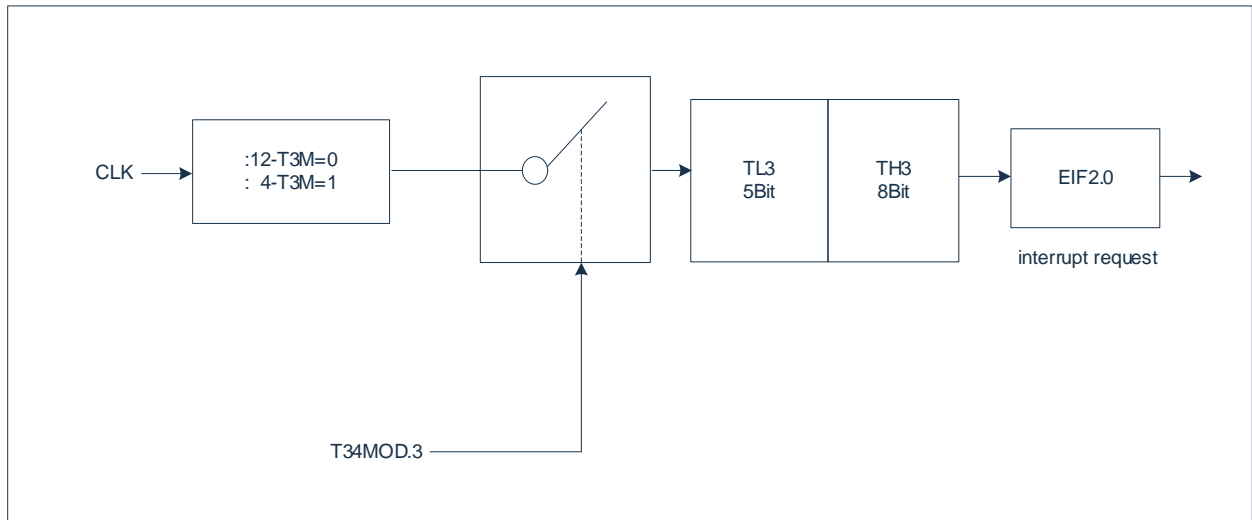 CLK
:12-T3M=0
: 4-T3M=1
TL3
5Bit
TH3
8Bit
EIF2.0
interrupt request
T34MOD.3